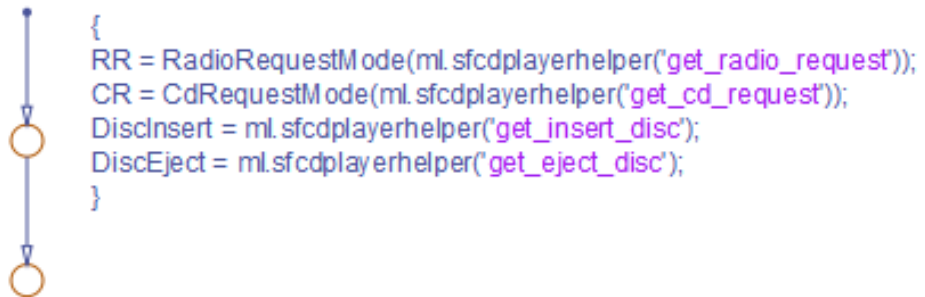 {
RR = RadioRequestMode(ml.sfcdplayerhelper('get_radio_request'));
CR = CdRequestMode(ml.sfcdplayerhelper('get_cd_request'));
DiscInsert = ml.sfcdplayerhelper('get_insert_disc');
DiscEject = ml.sfcdplayerhelper('get_eject_disc');
}